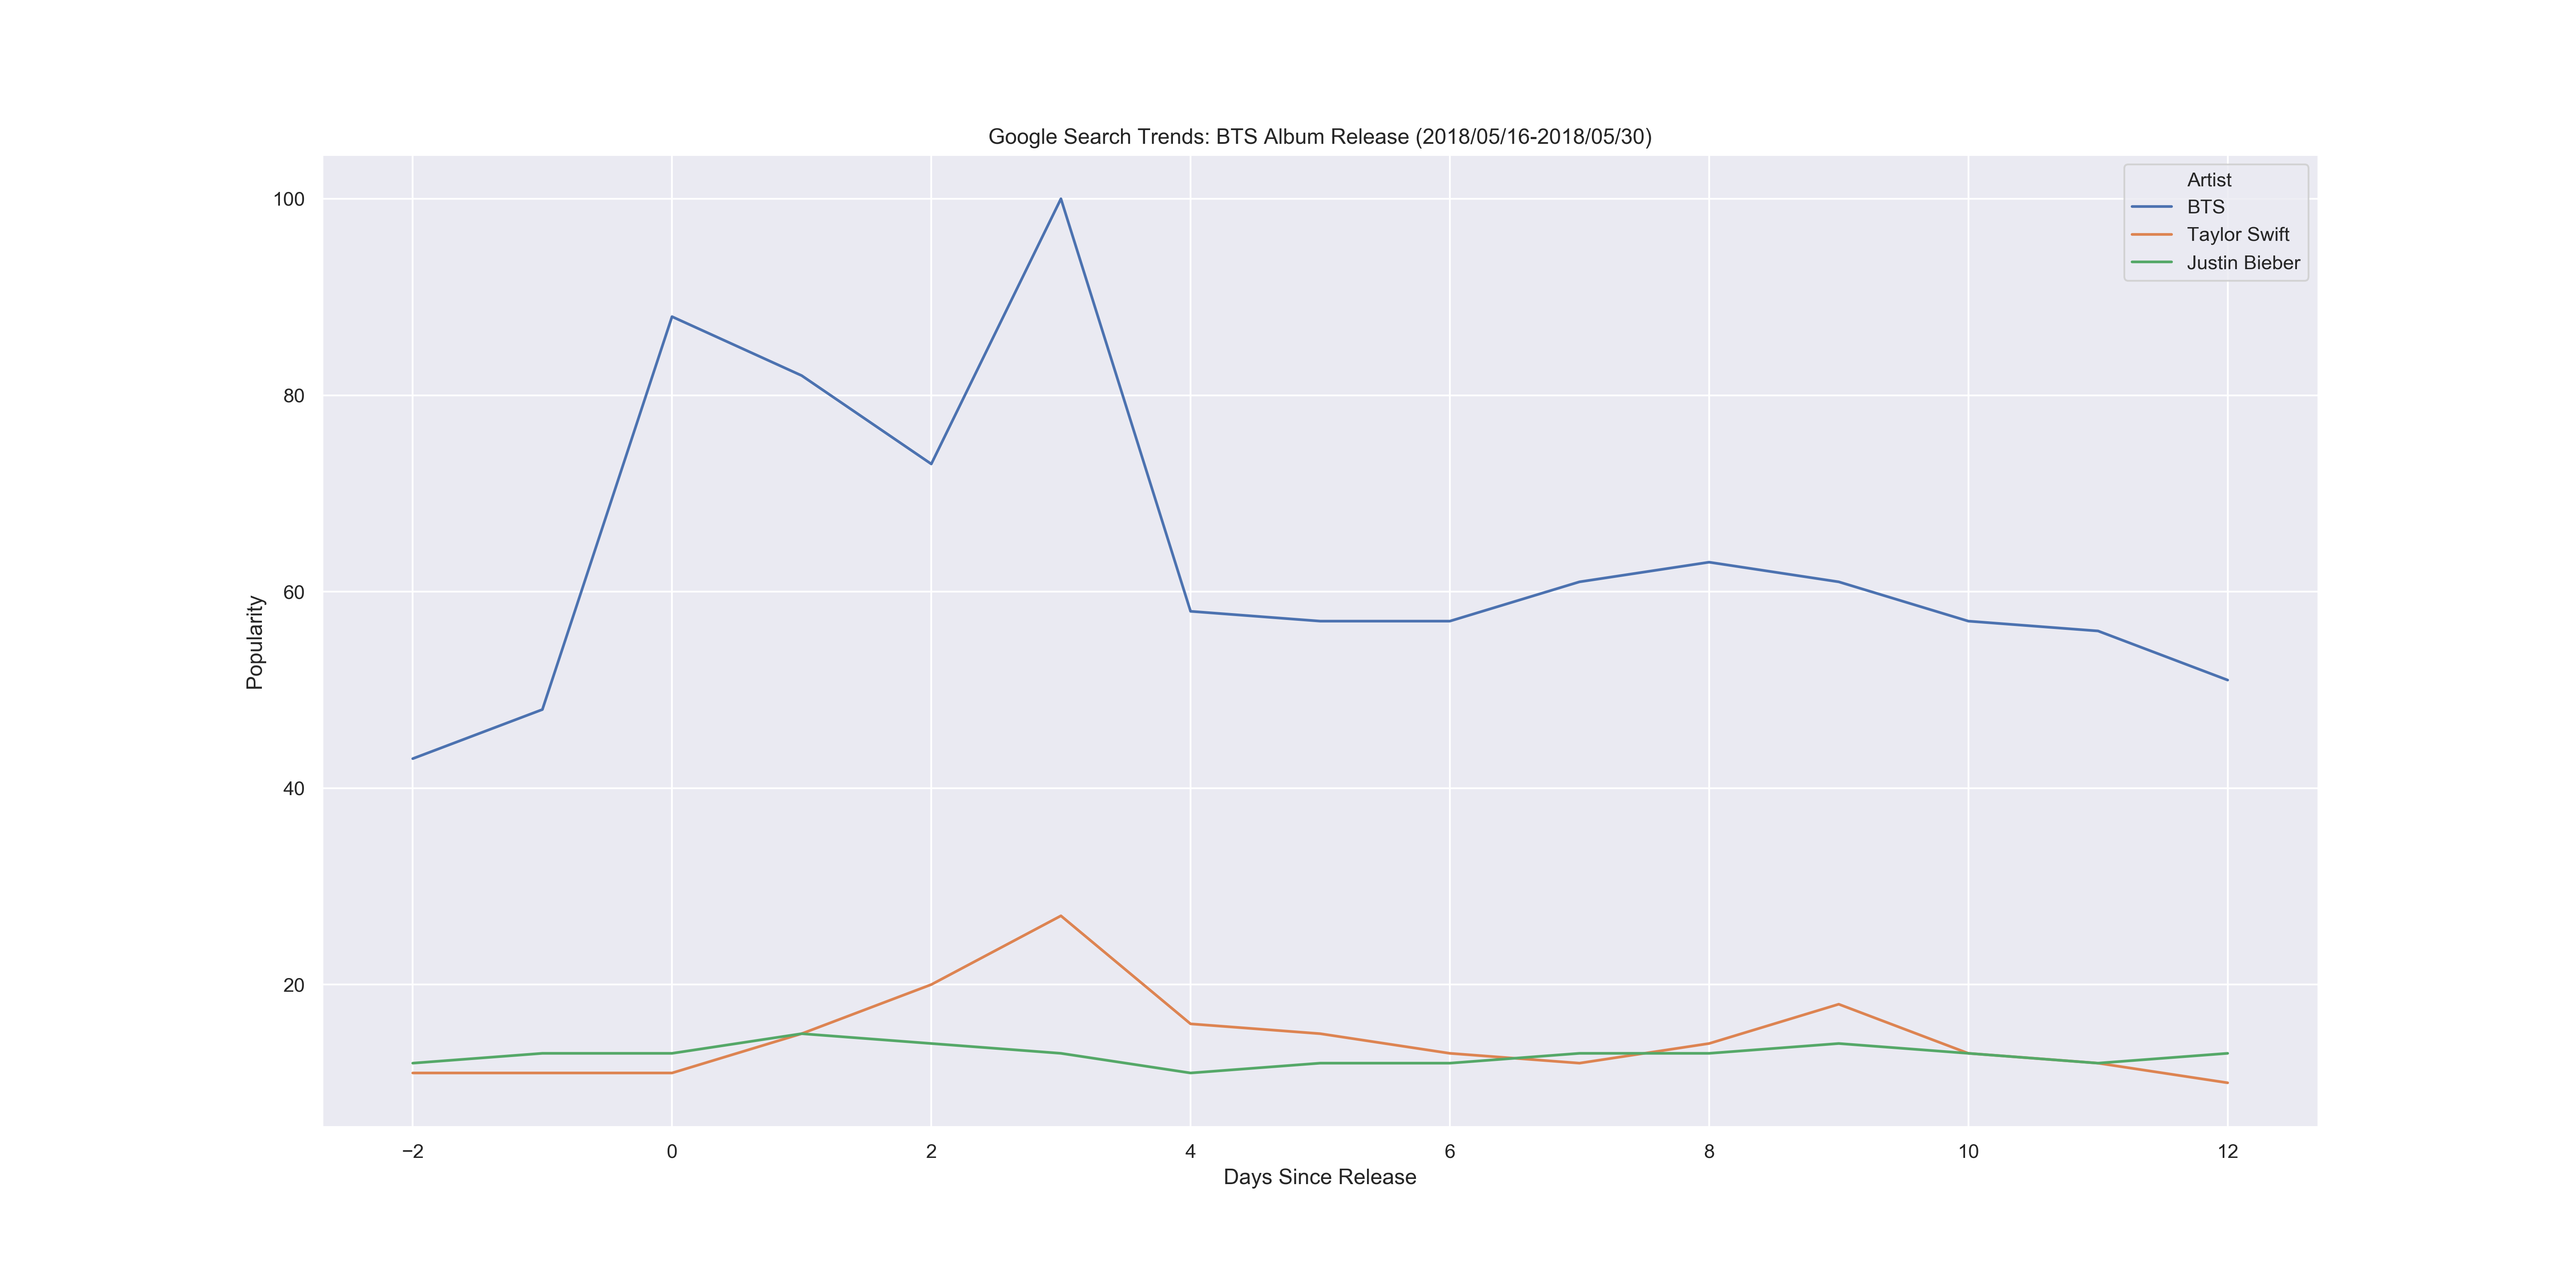 Google Search Trends: BTS Album Release (2018/05/16-2018/05/30)
Artist
BTS
Taylor Swift
Justin Bieber
100
80
60
40
20
Popularity
−2 0 2 4 6 8 10 12
Days Since Release